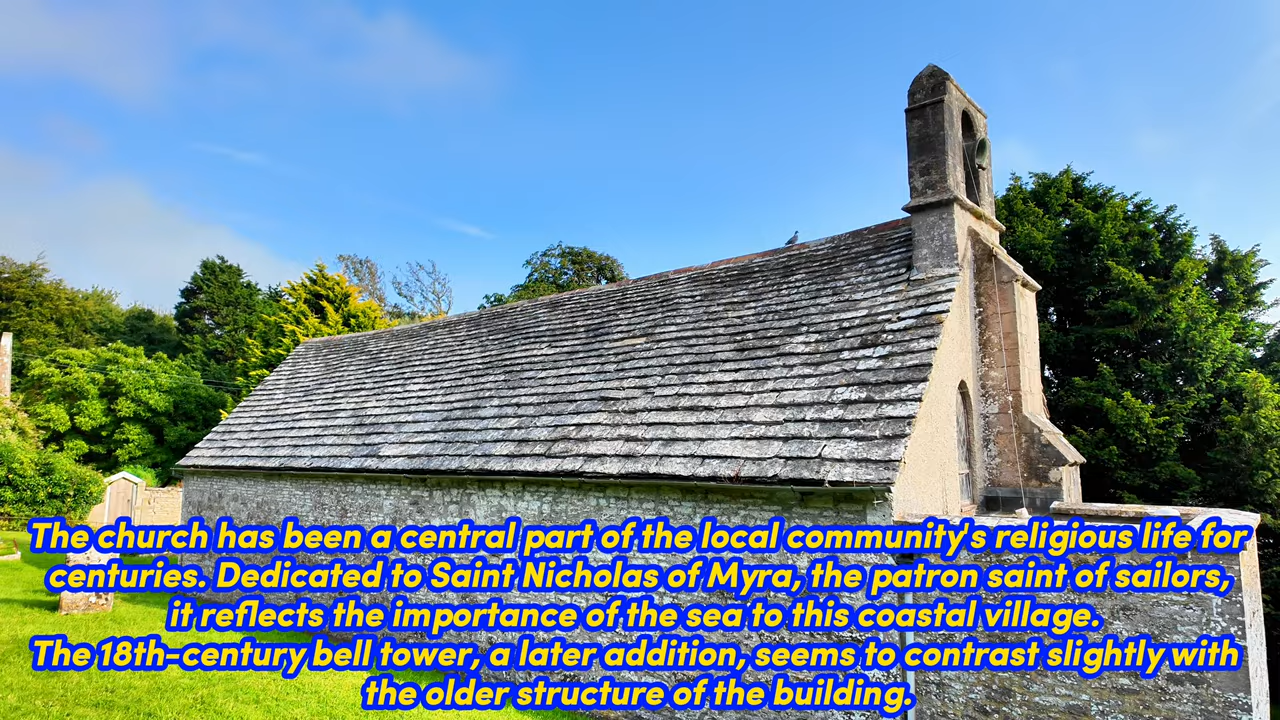 The church has been a central part of the local community's religious life for
centuries. Dedicated to Saint Nicholas of Myra, the patron saint of sailors,
it reflects the importance of the sea to this coastal village.
The 18th-century bell tower, a later addition, seems to contrast slightly with
the older structure of the building.